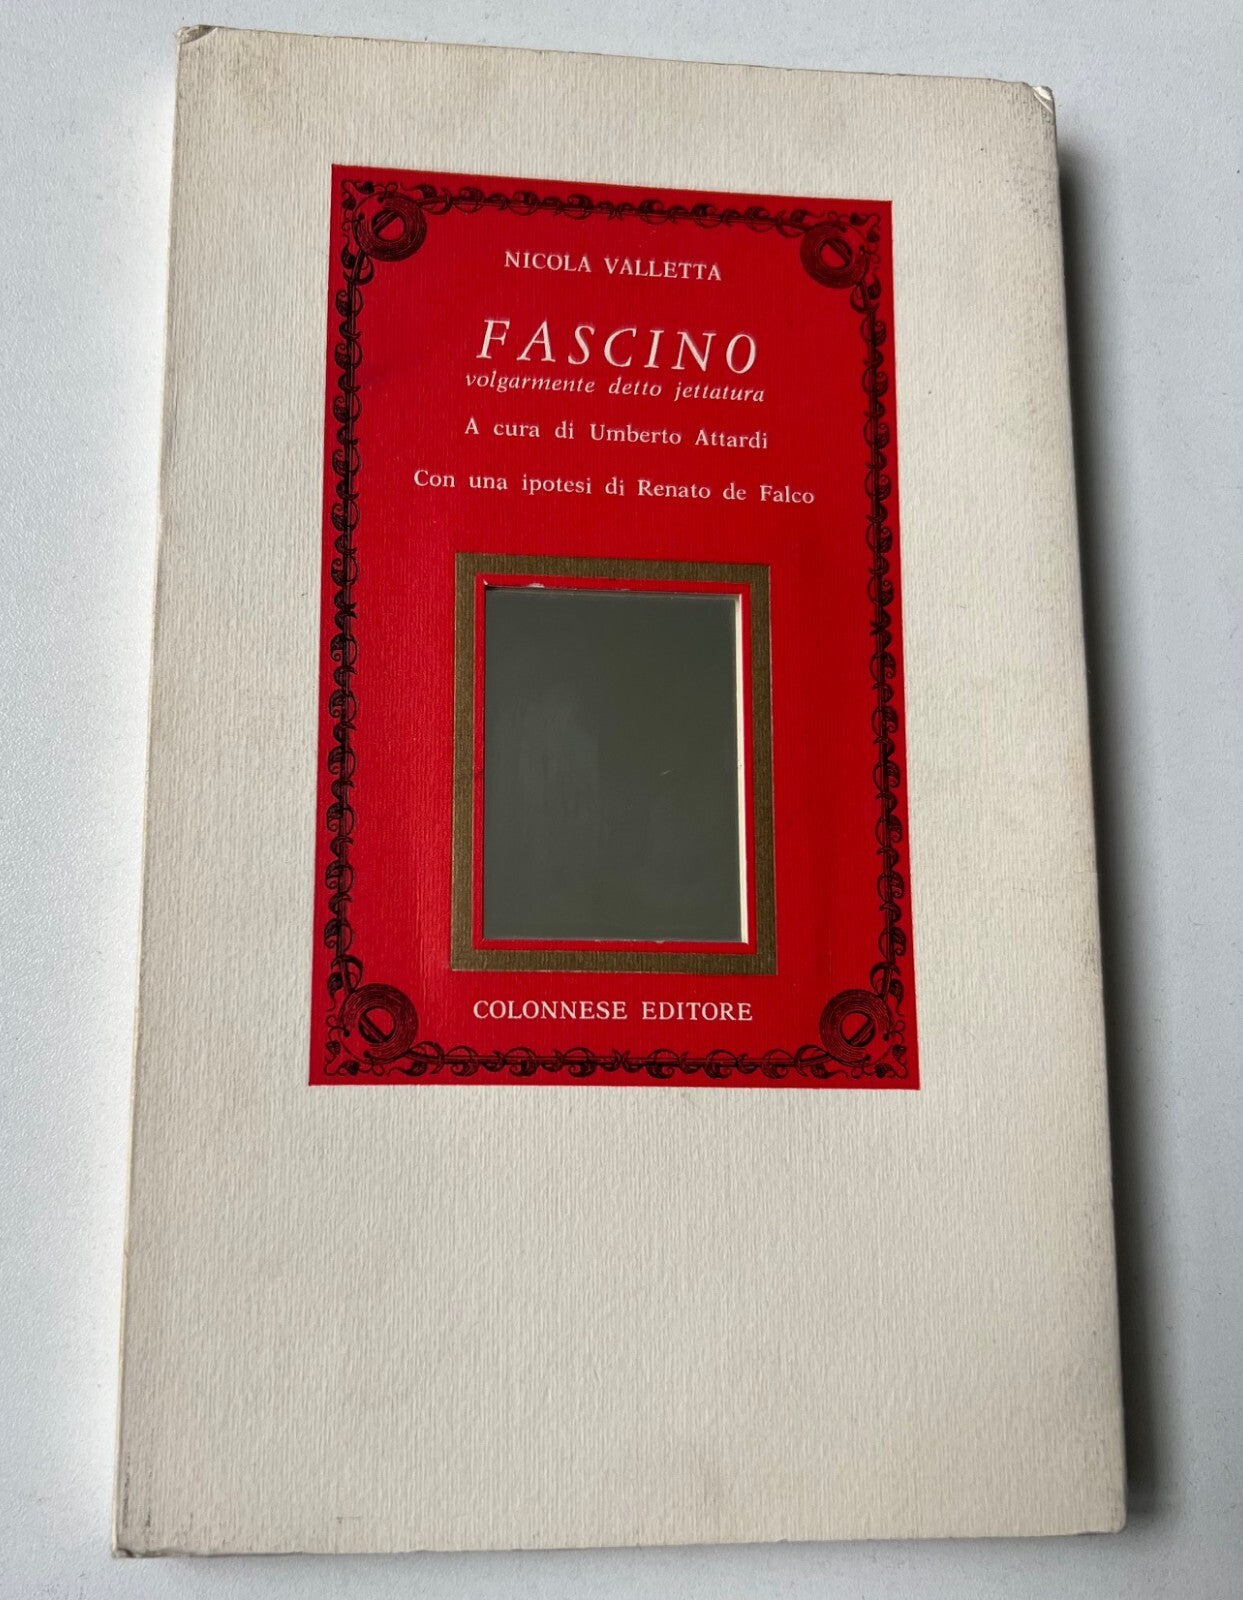 NICOLA VALLETTA
FASCINO
volgarmente detto jettatura
A cura di Umberto Attardi
Con una ipotesi di Renato de Falco
COLONNESE EDITORE